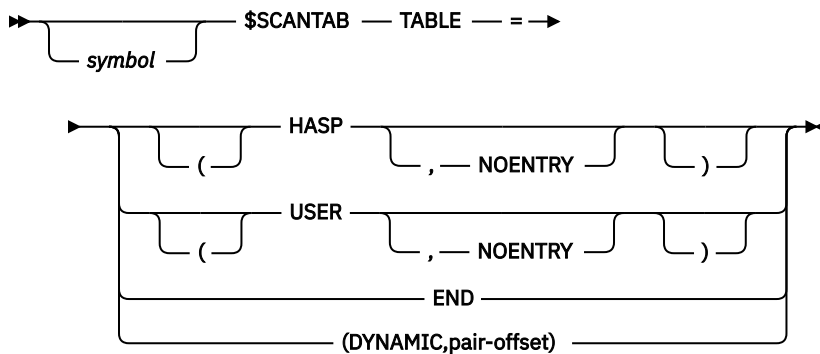 $SCANTAB TABLE =
symbol
HASP
( , NOENTRY )
USER
( , NOENTRY )
END
(DYNAMIC,pair-offset)